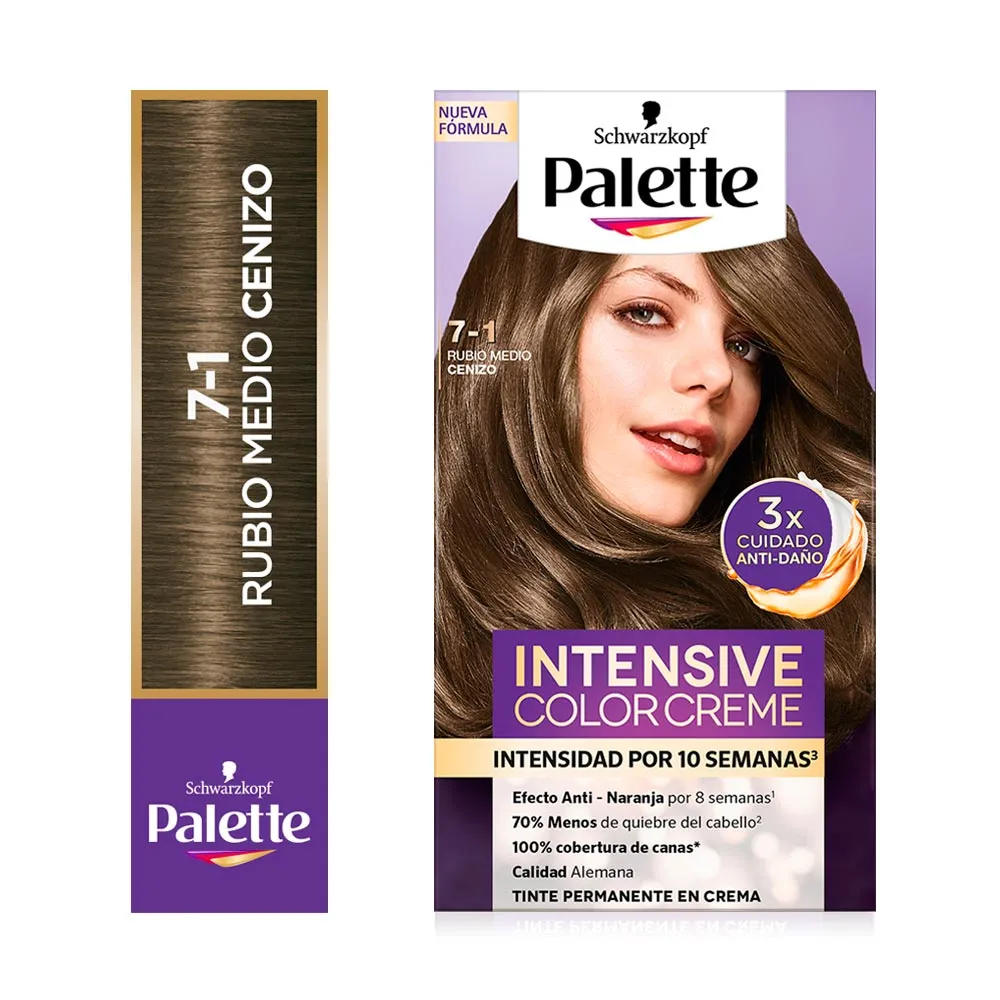 7-1
RUBIO MEDIO CENIZO
Schwarzkopf
Palette
NUEVA
FÓRMULA
Schwarzkopf
Palette
7-1
RUBIO MEDIO
CENIZO
3x
CUIDADO
ANTI-DAÑO
INTENSIVE
COLOR CREME
INTENSIDAD POR 10 SEMANAS³
Efecto Anti - Naranja por 8 semanas¹
70% Menos de quiebre del cabello²
100% cobertura de canas*
Calidad Alemana
TINTE PERMANENTE EN CREMA